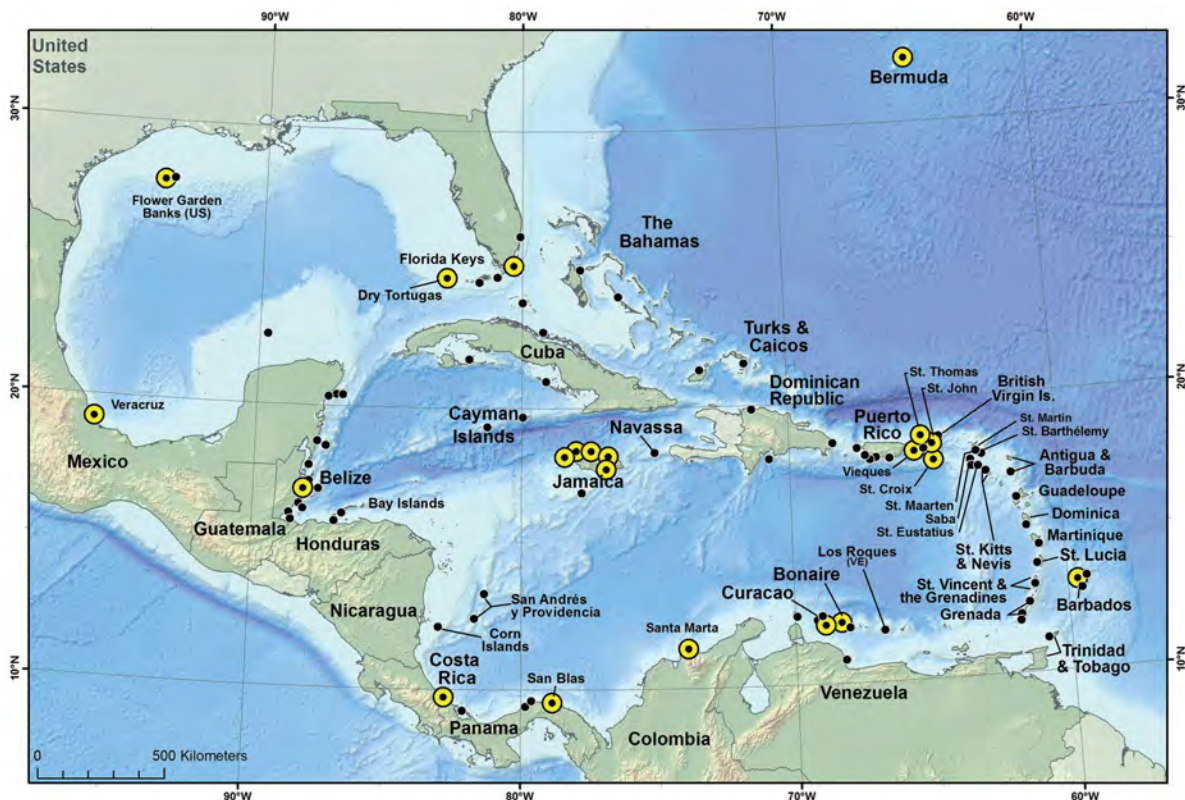 90°W
80°W
70°W
60°W
United
States
Bermuda
30°N
30°N
Flower Garden
Banks (US)
The
Bahamas
Florida Keys
Dry Tortugas
Turks &
Caicos
Cuba
20°N
20°N
Dominican
Republic
St. Thomas
St. John
British
Virgin Is.
Veracruz
Cayman
Islands
Navassa
Puerto
Rico
St. Martin
St. Barthélemy
Mexico
Belize
Jamaica
Vieques
St. Croix
Antigua &
Barbuda
Guadeloupe
Bay Islands
St. Maarten
Saba
St. Eustatius
Dominica
Guatemala
Honduras
Martinique
St. Kitts
& Nevis
St. Lucia
Los Roques
(VE)
Bonaire
Curacao
St. Vincent &
the Grenadines
Grenada
Barbados
Nicaragua
San Andrés
y Providencia
Corn
Islands
Santa Marta
10°N
10°N
Costa
Rica
San Blas
Trinidad
& Tobago
Venezuela
Panama
Colombia
0
500 Kilometers
90°W
80°W
70°W
60°W